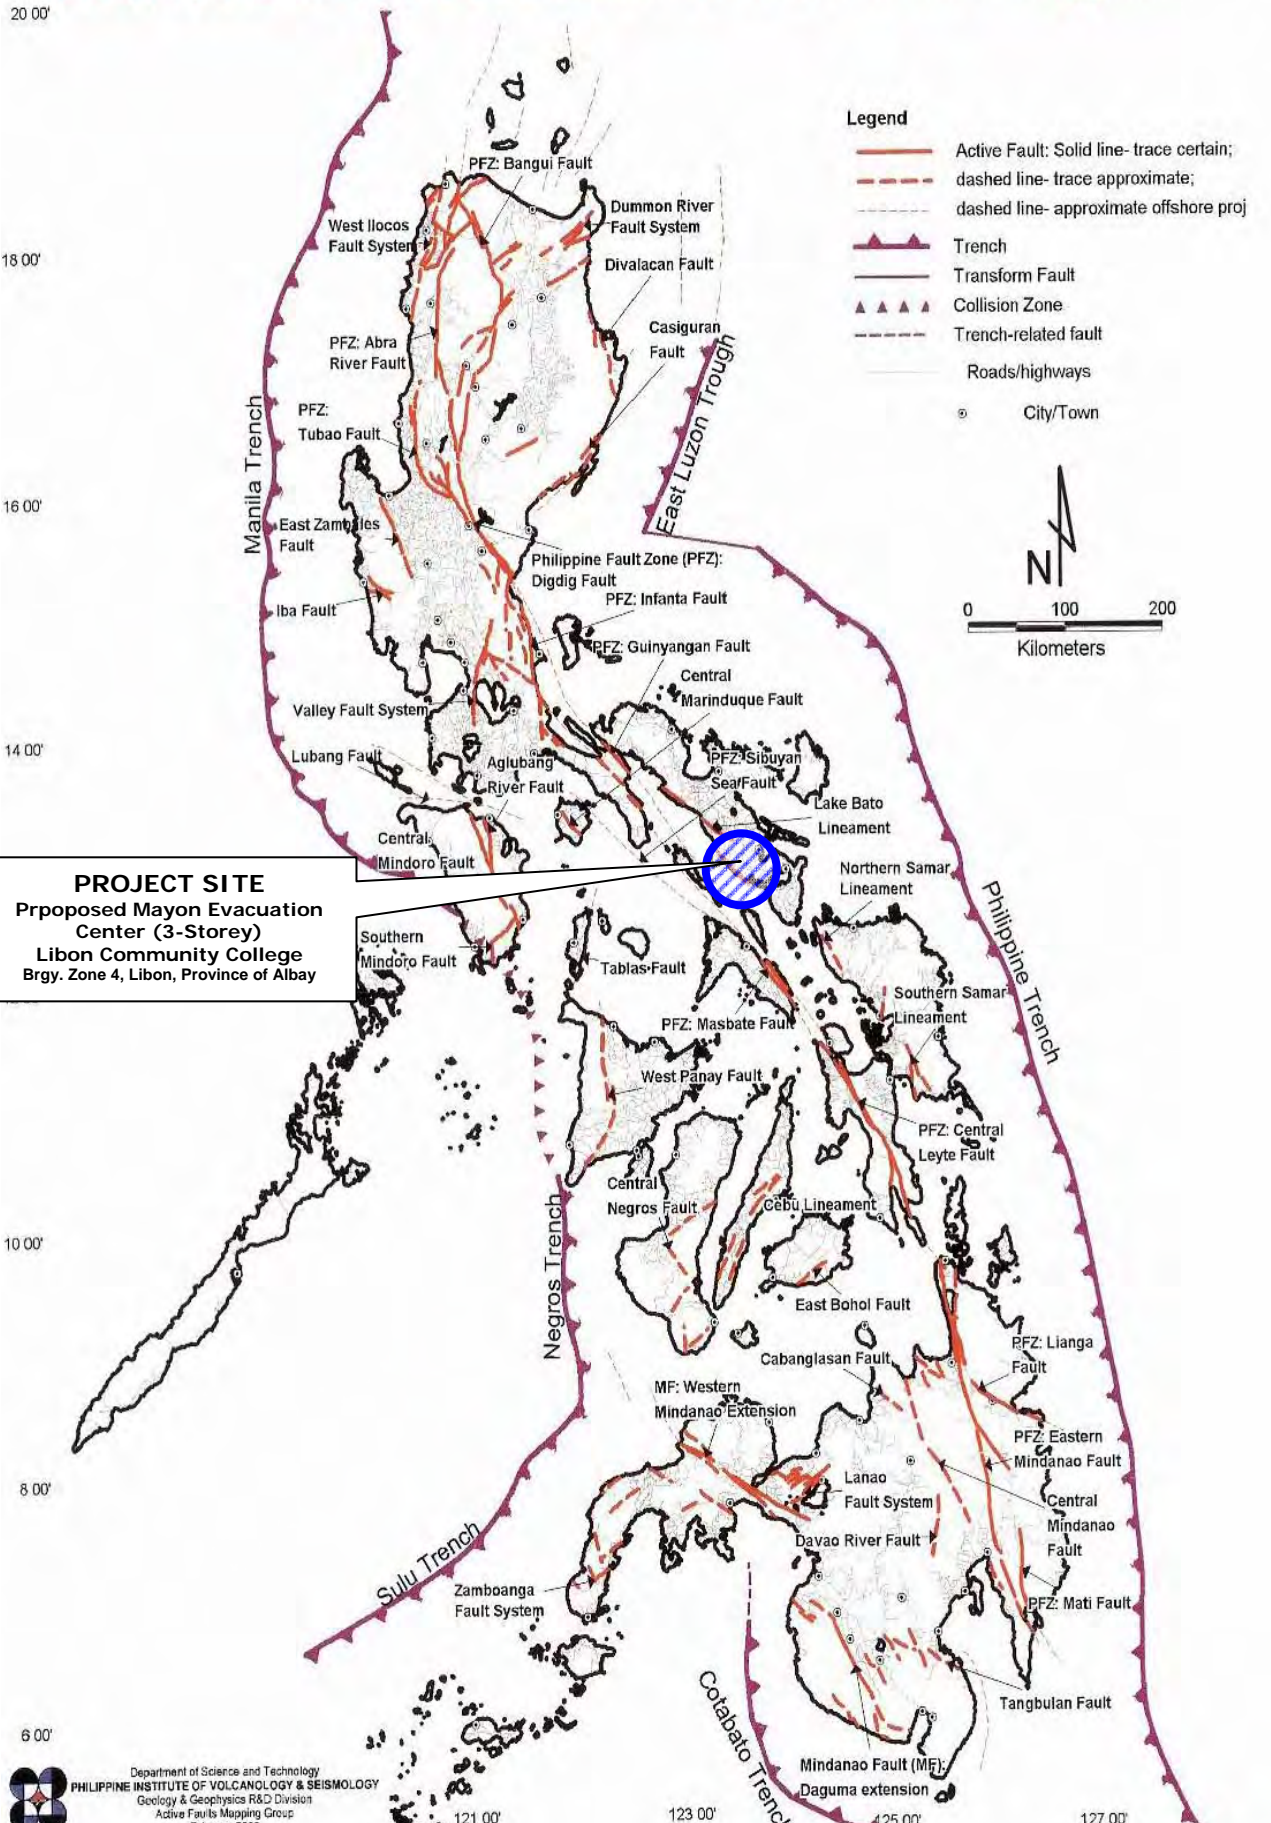 20 00'
Legend
Active Fault: Solid line- trace certain;
dashed line- trace approximate;
dashed line- approximate offshore proj
Trench
Transform Fault
Collision Zone
Trench-related fault
Roads/highways
City/Town
PFZ: Bangui Fault
Dummon River
Fault System
West Ilocos
Fault System
18 00'
Divalacan Fault
Casiguran
Fault
PFZ: Abra
River Fault
East Luzon Trough
Manila Trench
PFZ:
Tubao Fault
16 00'
N
East Zambales
Fault
Philippine Fault Zone (PFZ):
Digdig Fault
Iba Fault
PFZ: Infanta Fault
0 100 200
Kilometers
PFZ: Guinyangan Fault
Central
Marinduque Fault
Valley Fault System
14 00'
Lubang Fault
Aglubang
River Fault
PFZ: Sibuyan
Sea Fault
Lake Bato
Lineament
Central
Mindoro Fault
Northern Samar
Lineament
PROJECT SITE
Prpoposed Mayon Evacuation
Center (3-Storey)
Libon Community College
Brgy. Zone 4, Libon, Province of Albay
Philippine Trench
Southern
Mindoro Fault
Tablas Fault
Southern Samar
Lineament
PFZ: Masbate Fault
West Panay Fault
PFZ: Central
Leyte Fault
Central
Negros Fault
Cebu Lineament
10 00'
Negros Trench
East Bohol Fault
PFZ: Lianga
Fault
Cabanglasan Fault
MF: Western
Mindanao Extension
PFZ: Eastern
Mindanao Fault
8 00'
Lanao
Fault System
Central
Mindanao
Fault
Davao River Fault
Sulu Trench
Zamboanga
Fault System
PFZ: Mati Fault
Cotabato Trench
Tangbulan Fault
6 00'
Mindanao Fault (MF):
Daguma extension
Department of Science and Technology
PHILIPPINE INSTITUTE OF VOLCANOLOGY & SEISMOLOGY
Geology & Geophysics R&D Division
Active Faults Mapping Group
121 00'
123 00'
125 00'
127 00'